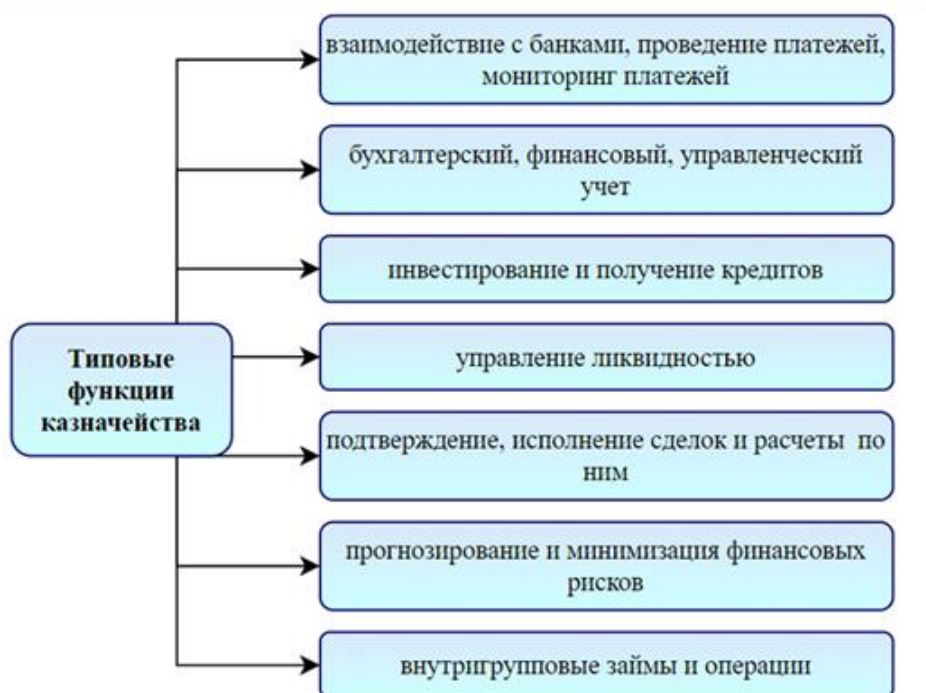 взаимодействие с банками, проведение платежей,
мониторинг платежей
бухгалтерский, финансовый, управленческий
учет
инвестирование и получение кредитов
Типовые
функции
казначейства
управление ликвидностью
подтверждение, исполнение сделок и расчеты по
ним
прогнозирование и минимизация финансовых
рисков
внутригрупповые займы и операции